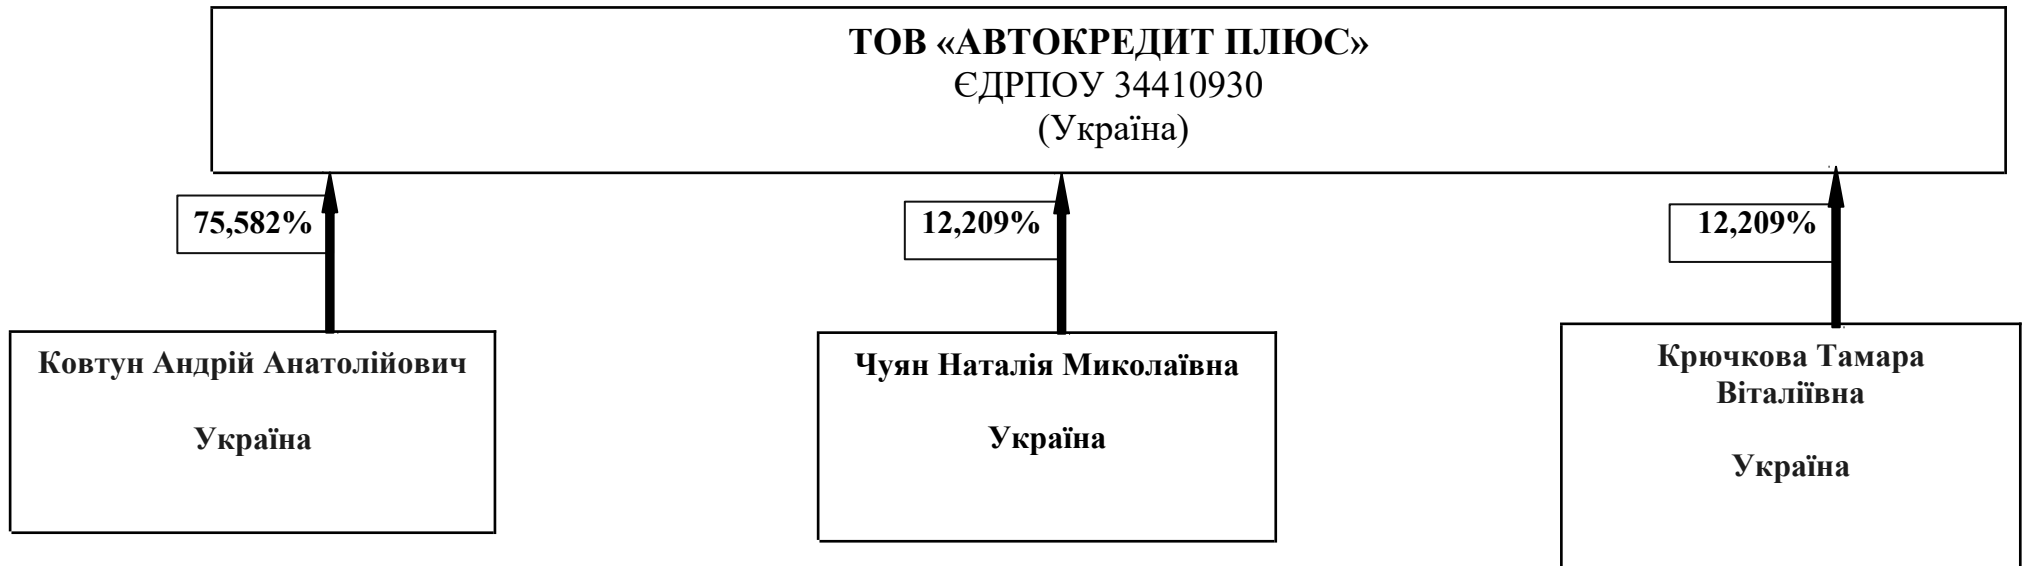 ТОВ «АВТОКРЕДИТ ПЛЮС»
ЄДРПОУ 34410930
(Україна)
75,582%
12,209%
12,209%
Ковтун Андрій Анатолійович
Україна
Чуян Наталія Миколаївна
Україна
Крючкова Тамара
Віталіївна
Україна